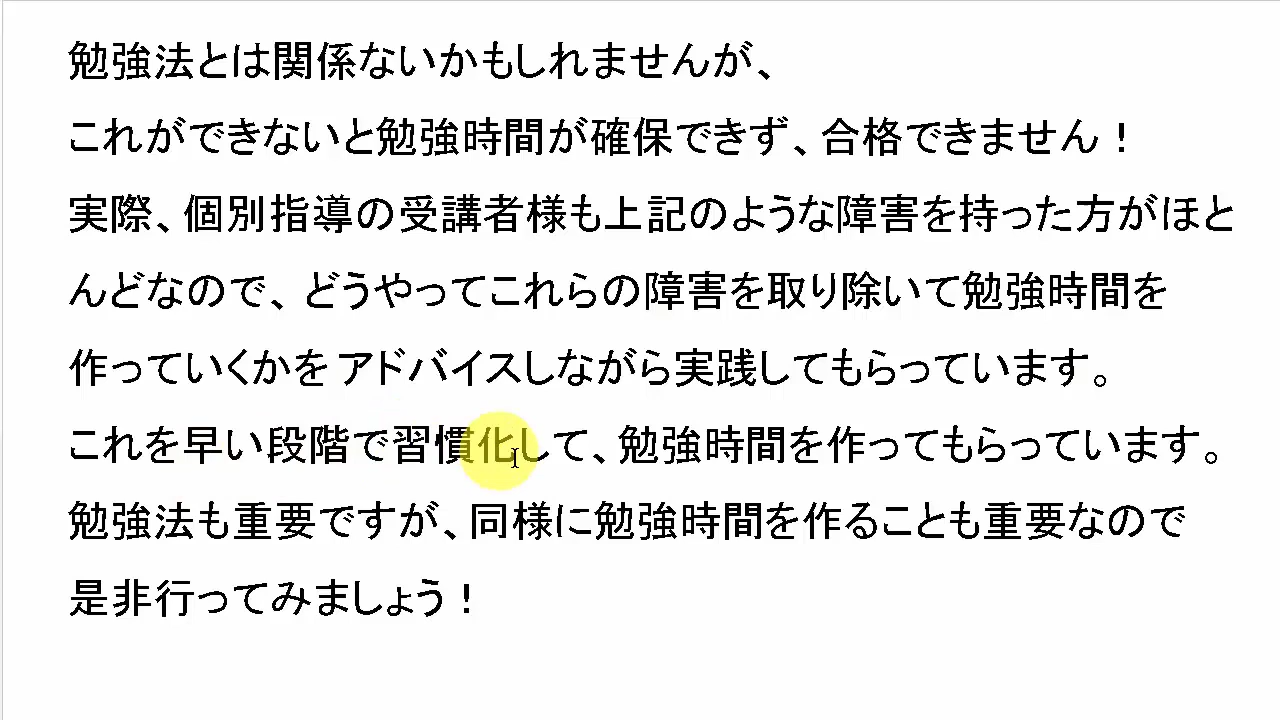 勉強法とは関係ないかもしれませんが、
これができないと勉強時間が確保できず、合格できません！
実際、個別指導の受講者様も上記のような障害を持った方がほと
んどなので、どうやってこれらの障害を取り除いて勉強時間を
作っていくかをアドバイスしながら実践してもらっています。
これを早い段階で習慣化して、勉強時間を作ってもらっています。
勉強法も重要ですが、同様に勉強時間を作ることも重要なので
是非行ってみましょう！